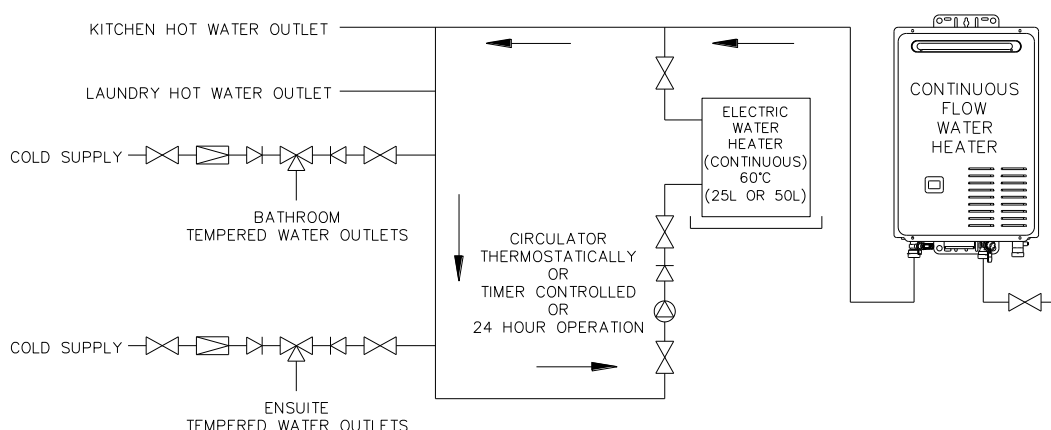 KITCHEN HOT WATER OUTLET
LAUNDRY HOT WATER OUTLET
COLD SUPPLY
BATHROOM
TEMPERED WATER OUTLETS
CIRCULATOR
THERMOSTATICALLY
OR
TIMER CONTROLLED
OR
24 HOUR OPERATION
ELECTRIC
WATER
HEATER
(CONTINUOUS)
60°C
(25L OR 50L)
CONTINUOUS
FLOW
WATER
HEATER
COLD SUPPLY
ENSUITE
TEMPERED WATER OUTLETS